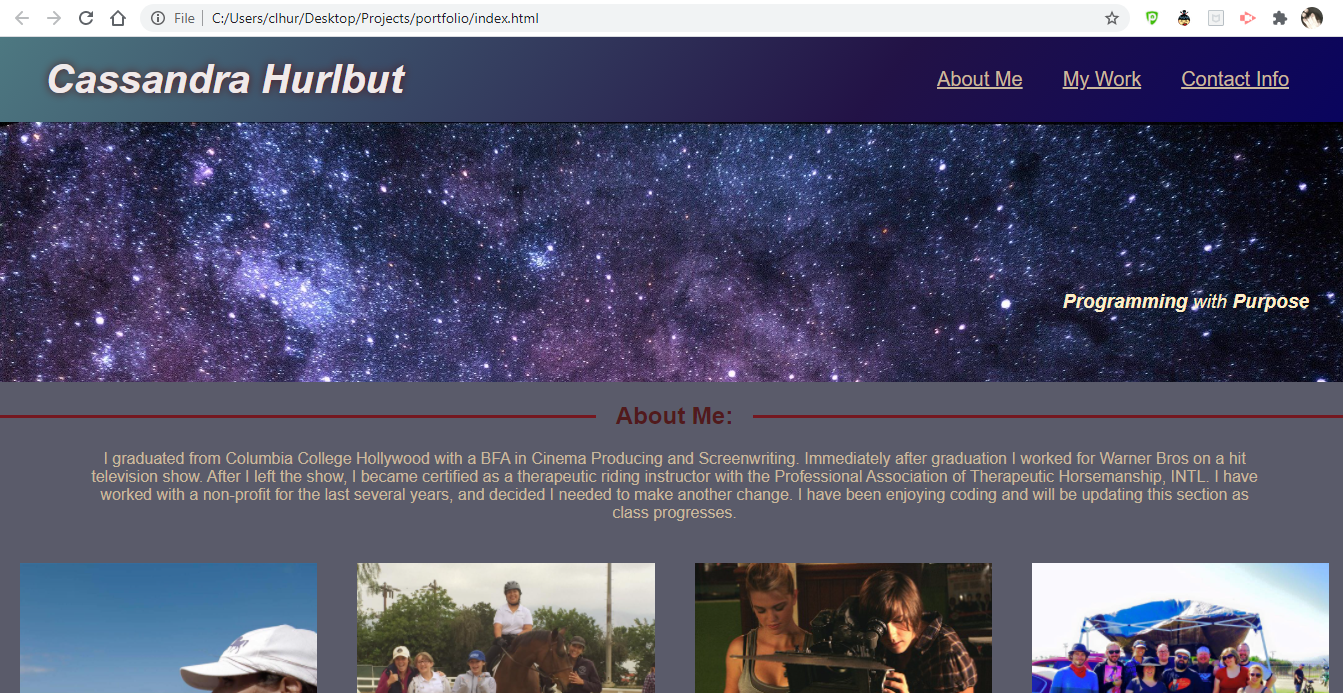 File C:/Users/clhur/Desktop/Projects/portfolio/index.html
Cassandra Hurlbut
About Me My Work Contact Info
Programming with Purpose
About Me:
I graduated from Columbia College Hollywood with a BFA in Cinema Producing and Screenwriting. Immediately after graduation I worked for Warner Bros on a hit
television show. After I left the show, I became certified as a therapeutic riding instructor with the Professional Association of Therapeutic Horsemanship, INTL. I have
worked with a non-profit for the last several years, and decided I needed to make another change. I have been enjoying coding and will be updating this section as
class progresses.